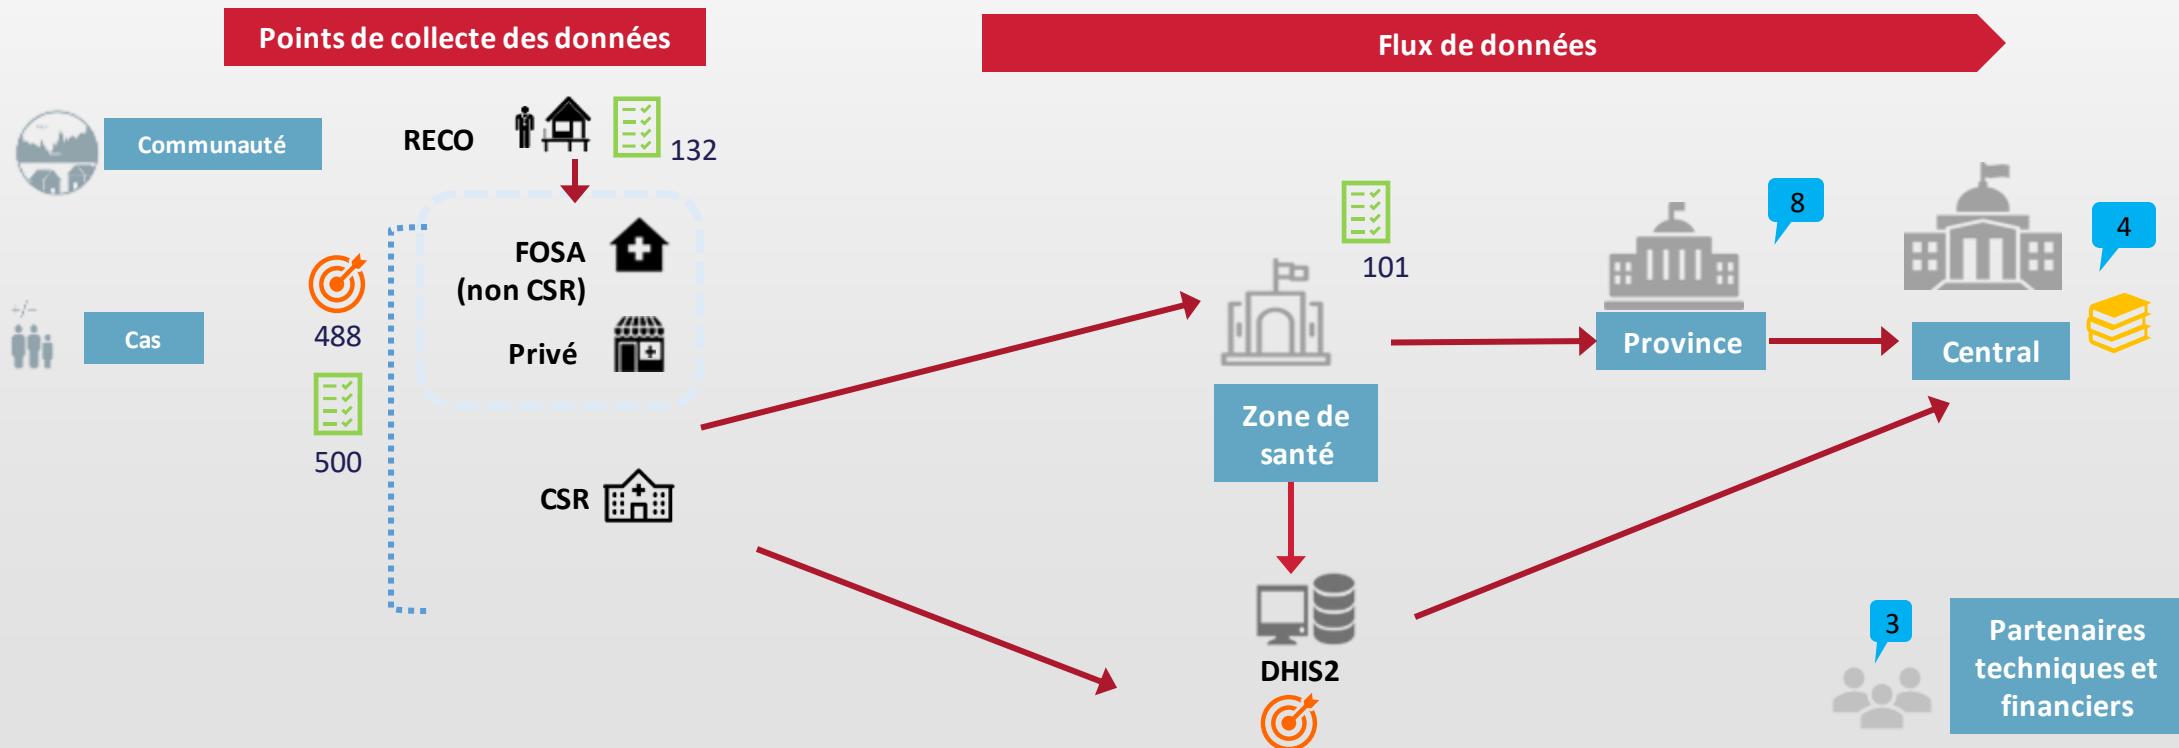 Points de collecte des données
Flux de données
Communauté
RECO
132
FOSA
(non CSR)
Privé
+/-
Cas
488
500
CSR
101
Zone de
santé
DHIS2
8
Province
4
Central
3
Partenaires
techniques et
financiers